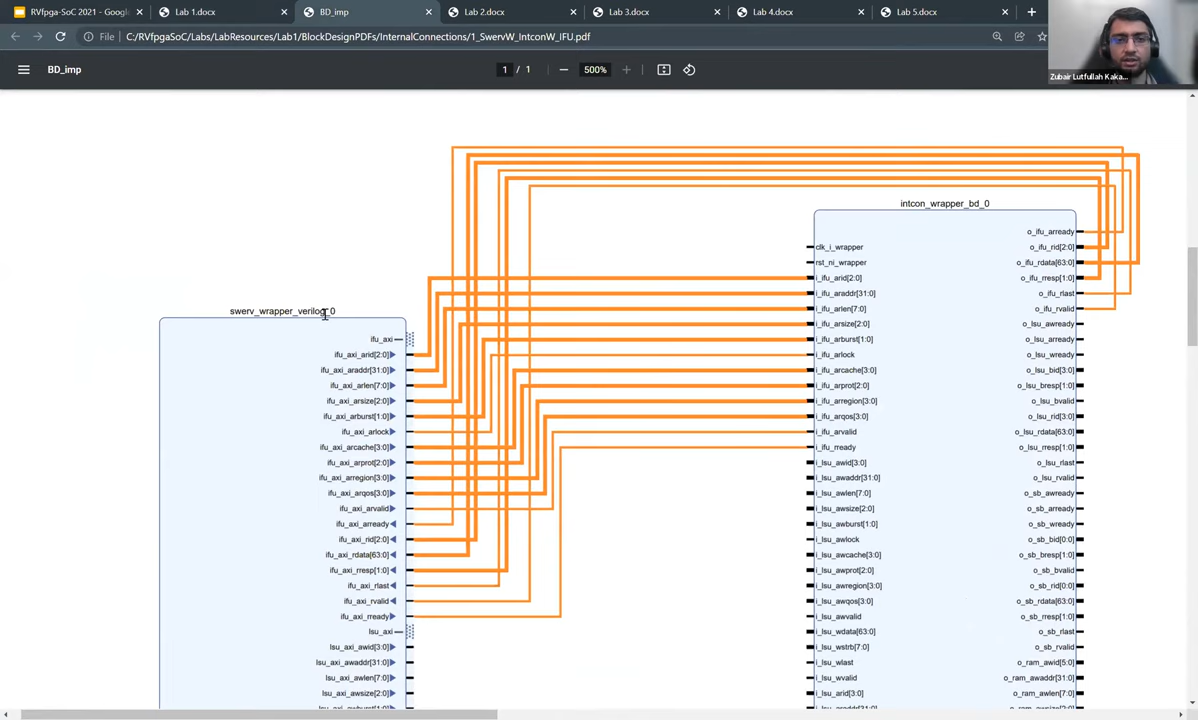 RVfpga-SoC 2021 - Googl
Lab 1.docx
BD_imp
Lab 2.docx
Lab 3.docx
Lab 4.docx
Lab 5.docx
File
C:/RVfpgaSoC/Labs/LabResources/Lab1/BlockDesignPDFs/InternalConnections/1_SwervW_IntconW_IFU.pdf
BD_imp
1 / 1
500%
Zubair Lutfullah Kaka...
swerv_wrapper_verilog_0
ifu_axi
ifu_axi_arid[2:0]
ifu_axi_araddr[31:0]
ifu_axi_arlen[7:0]
ifu_axi_arsize[2:0]
ifu_axi_arburst[1:0]
ifu_axi_arlock
ifu_axi_arcache[3:0]
ifu_axi_arprot[2:0]
ifu_axi_arregion[3:0]
ifu_axi_arqos[3:0]
ifu_axi_arvalid
ifu_axi_arready
ifu_axi_rid[2:0]
ifu_axi_rdata[63:0]
ifu_axi_rresp[1:0]
ifu_axi_rlast
ifu_axi_rvalid
ifu_axi_rready
lsu_axi
lsu_axi_awid[3:0]
lsu_axi_awaddr[31:0]
lsu_axi_awlen[7:0]
lsu_axi_awsize[2:0]
lsu_axi_awburst[1:0]
intcon_wrapper_bd_0
clk_i_wrapper
rst_ni_wrapper
i_ifu_arid[2:0]
i_ifu_araddr[31:0]
i_ifu_arlen[7:0]
i_ifu_arsize[2:0]
i_ifu_arburst[1:0]
i_ifu_arlock
i_ifu_arcache[3:0]
i_ifu_arprot[2:0]
i_ifu_arregion[3:0]
i_ifu_arqos[3:0]
i_ifu_arvalid
i_ifu_rready
i_lsu_awid[3:0]
i_lsu_awaddr[31:0]
i_lsu_awlen[7:0]
i_lsu_awsize[2:0]
i_lsu_awburst[1:0]
i_lsu_awlock
i_lsu_awcache[3:0]
i_lsu_awprot[2:0]
i_lsu_awregion[3:0]
i_lsu_awqos[3:0]
i_lsu_awvalid
i_lsu_wdata[63:0]
i_lsu_wstrb[7:0]
i_lsu_wlast
i_lsu_wvalid
i_lsu_arid[3:0]
i_lsu_araddr[31:0]
o_ifu_arready
o_ifu_rid[2:0]
o_ifu_rdata[63:0]
o_ifu_rresp[1:0]
o_ifu_rlast
o_ifu_rvalid
o_lsu_awready
o_lsu_arready
o_lsu_wready
o_lsu_bid[3:0]
o_lsu_bresp[1:0]
o_lsu_bvalid
o_lsu_rid[3:0]
o_lsu_rdata[63:0]
o_lsu_rresp[1:0]
o_lsu_rlast
o_lsu_rvalid
o_sb_awready
o_sb_arready
o_sb_wready
o_sb_bid[0:0]
o_sb_bresp[1:0]
o_sb_bvalid
o_sb_rid[0:0]
o_sb_rdata[63:0]
o_sb_rresp[1:0]
o_sb_rlast
o_sb_rvalid
o_ram_awid[5:0]
o_ram_awaddr[31:0]
o_ram_awlen[7:0]
o_ram_awsize[2:0]